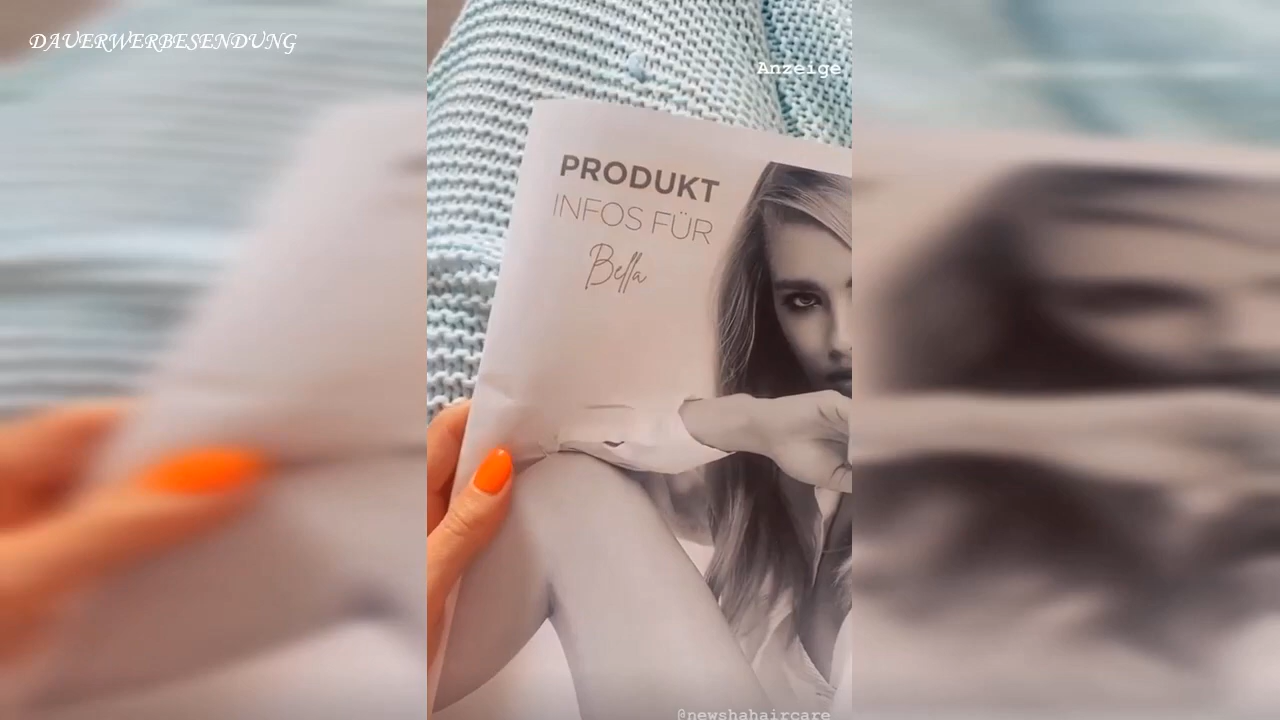 DAUERWERBESENDUNG
Anzeige
PRODUKT
INFOS FÜR
Bella
@newshahaircare